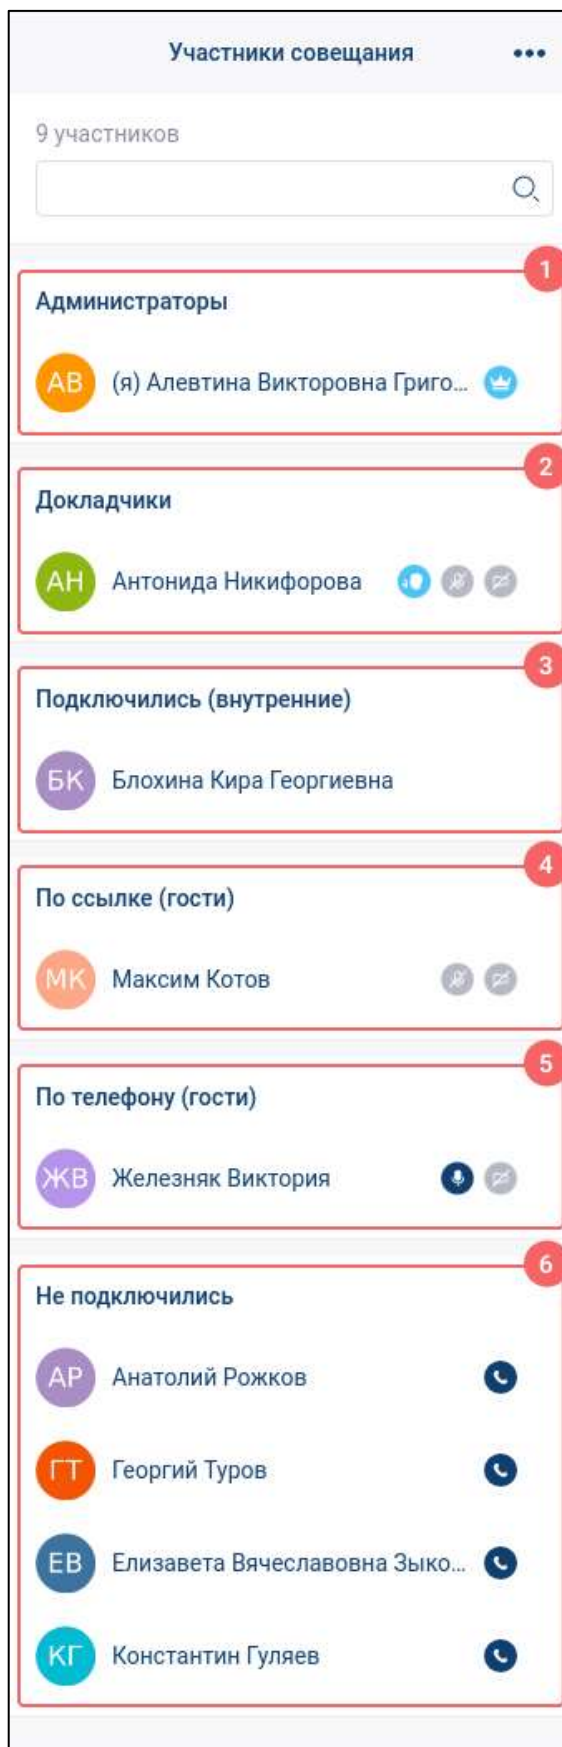 Участники совещания
9 участников
1
Администраторы
АВ (я) Алевтина Викторовна Григо...
2
Докладчики
АН Антонида Никифорова
3
Подключились (внутренние)
БК Блохина Кира Георгиевна
4
По ссылке (гости)
МК Максим Котов
5
По телефону (гости)
ЖВ Железняк Виктория
6
Не подключились
АР Анатолий Рожков
ГТ Георгий Туров
ЕВ Елизавета Вячеславовна Зыко...
КГ Константин Гуляев